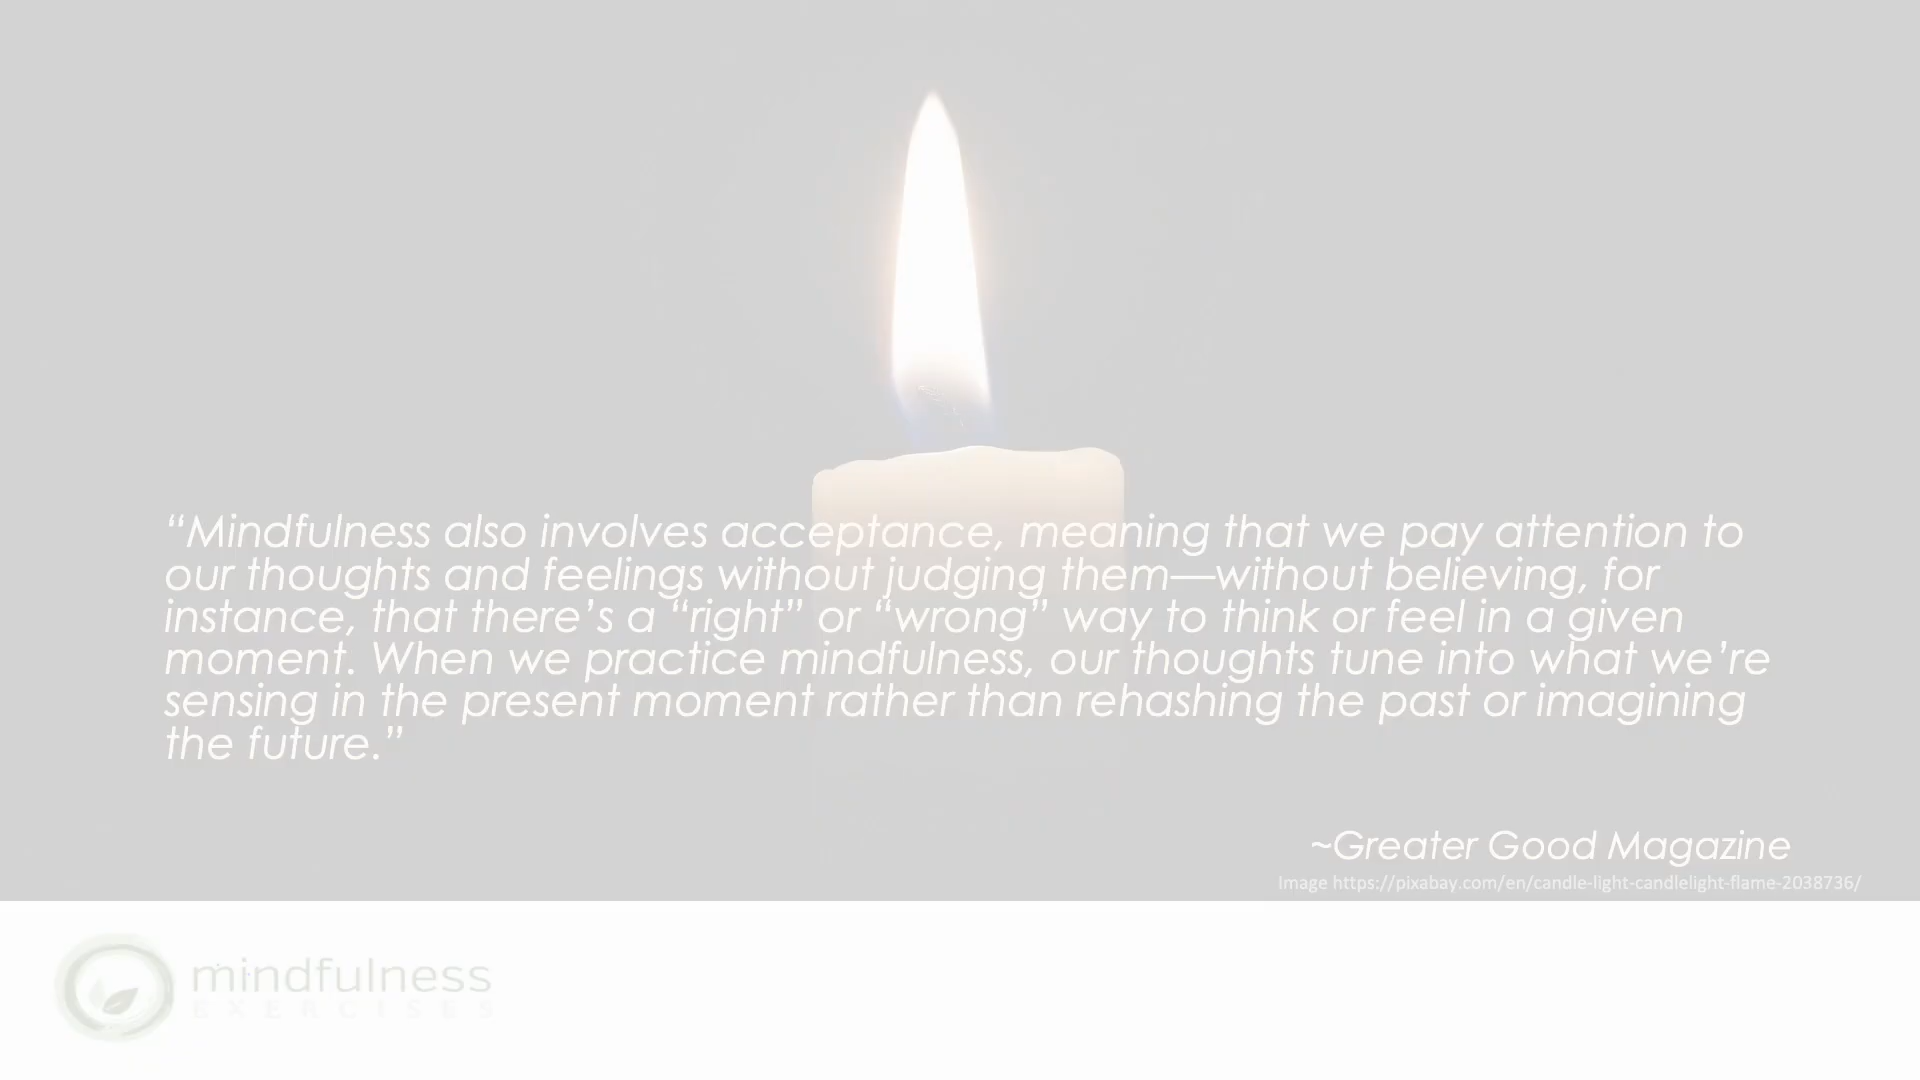 “Mindfulness also involves acceptance, meaning that we pay attention to
our thoughts and feelings without judging them—without believing, for
instance, that there’s a “right” or “wrong” way to think or feel in a given
moment. When we practice mindfulness, our thoughts tune into what we’re
sensing in the present moment rather than rehashing the past or imagining
the future.”
~Greater Good Magazine
Image https://pixabay.com/en/candle-light-candlelight-flame-2038736/
mindfulness
EXERCISES